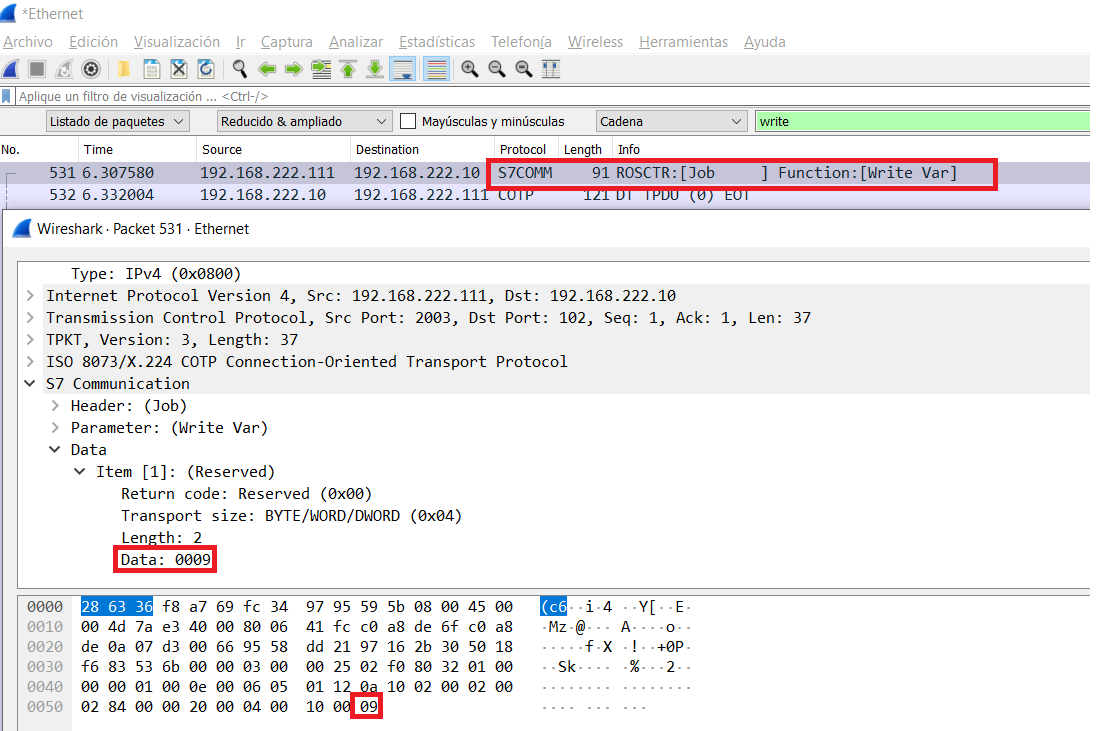 *Ethernet
Archivo Edición Visualización Ir Captura Analizar Estadísticas Telefonía Wireless Herramientas Ayuda
Aplique un filtro de visualización ... <Ctrl-/>
Listado de paquetes Reducido & ampliado Mayúsculas y minúsculas Cadena write
No. Time Source Destination Protocol Length Info
531 6.307580 192.168.222.111 192.168.222.10 S7COMM 91 ROSCTR:[Job ] Function:[Write Var]
532 6.332004 192.168.222.10 192.168.222.111 COTP 121 DT TPDU (0) EOT
Wireshark · Packet 531 · Ethernet
Type: IPv4 (0x0800)
Internet Protocol Version 4, Src: 192.168.222.111, Dst: 192.168.222.10
Transmission Control Protocol, Src Port: 2003, Dst Port: 102, Seq: 1, Ack: 1, Len: 37
TPKT, Version: 3, Length: 37
ISO 8073/X.224 COTP Connection-Oriented Transport Protocol
S7 Communication
Header: (Job)
Parameter: (Write Var)
Data
Item [1]: (Reserved)
Return code: Reserved (0x00)
Transport size: BYTE/WORD/DWORD (0x04)
Length: 2
Data: 0009
0000 28 63 36 f8 a7 69 fc 34 97 95 59 5b 08 00 45 00 (c6··i·4 ··Y[··E·
0010 00 4d 7a e3 40 00 80 06 41 fc c0 a8 de 6f c0 a8 ·Mz·@··· A····o··
0020 de 0a 07 d3 00 66 95 58 dd 21 97 16 2b 30 50 18 ·····f·X ·!··+0P·
0030 f6 83 53 6b 00 00 03 00 00 25 02 f0 80 32 01 00 ··Sk···· ·%···2··
0040 00 00 01 00 0e 00 06 05 01 12 0a 10 02 00 02 00 ········ ········
0050 02 84 00 00 20 00 04 00 10 00 09 ···· ··· ···